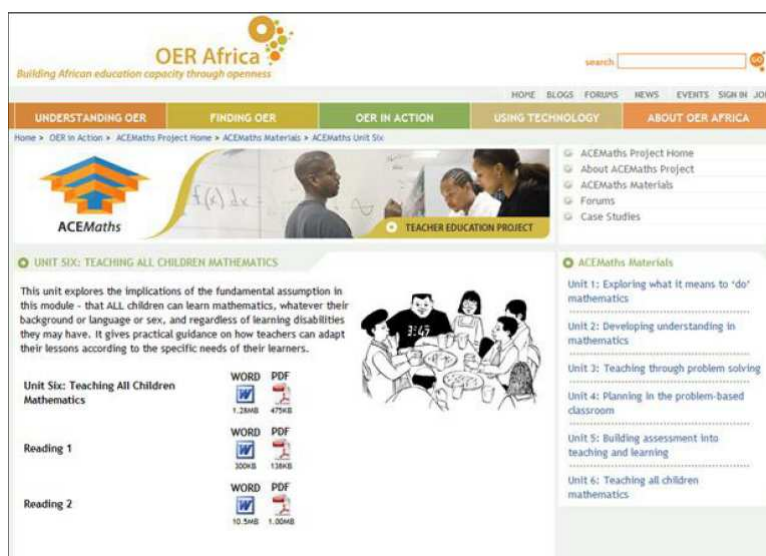 OER Africa
Building African education capacity through openness
search
GO
HOME BLOGS FORUMS NEWS EVENTS SIGN IN JOI
UNDERSTANDING OER FINDING OER OER IN ACTION USING TECHNOLOGY ABOUT OER AFRICA
Home > OER in Action > ACEMaths Project Home > ACEMaths Materials > ACEMaths Unit Six
ACEMaths
f(x) dx =
TEACHER EDUCATION PROJECT
ACEMaths Project Home
About ACEMaths Project
ACEMaths Materials
Forums
Case Studies
UNIT SIX: TEACHING ALL CHILDREN MATHEMATICS
This unit explores the implications of the fundamental assumption in
this module - that ALL children can learn mathematics, whatever their
background or language or sex, and regardless of learning disabilities
they may have. It gives practical guidance on how teachers can adapt
their lessons according to the specific needs of their learners.
3:45
WORD PDF
Unit Six: Teaching All Children
Mathematics
1.28MB 475KB
WORD PDF
Reading 1
300KB 138KB
WORD PDF
Reading 2
10.5MB 1.00MB
ACEMaths Materials
Unit 1: Exploring what it means to 'do'
mathematics
Unit 2: Developing understanding in
mathematics
Unit 3: Teaching through problem solving
Unit 4: Planning in the problem-based
classroom
Unit 5: Building assessment into
teaching and learning
Unit 6: Teaching all children
mathematics